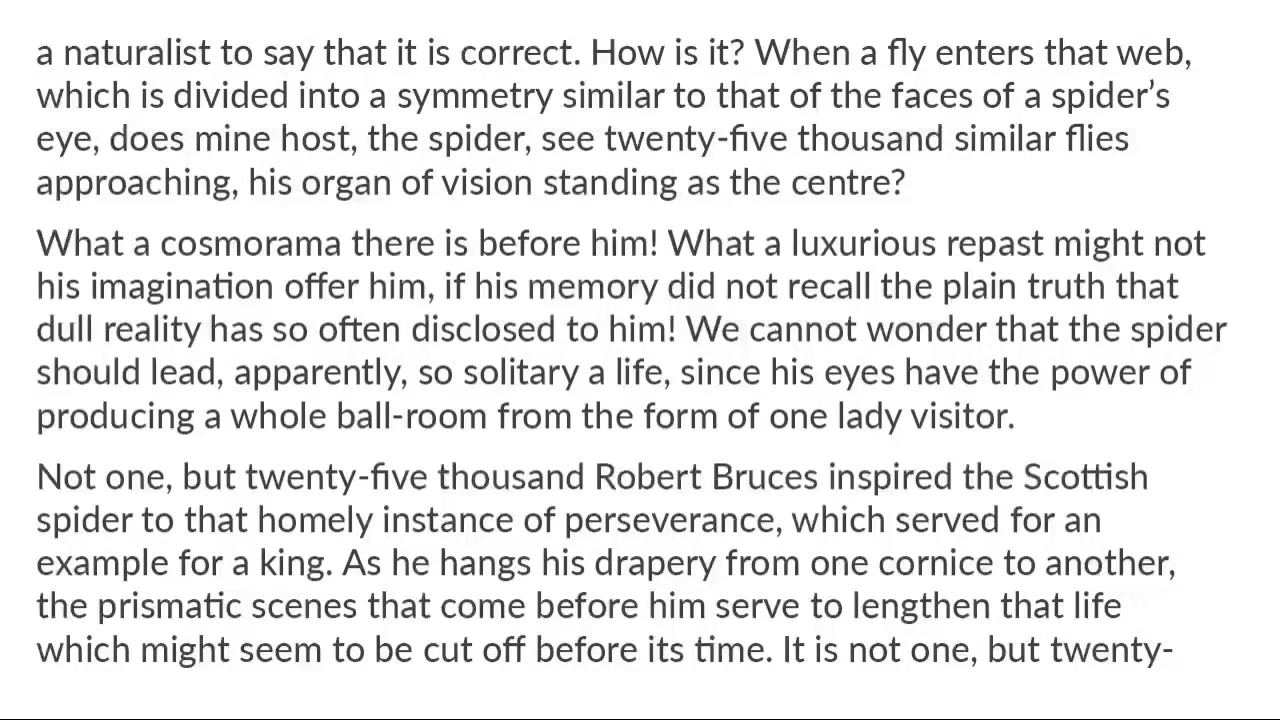 a naturalist to say that it is correct. How is it? When a fly enters that web,
which is divided into a symmetry similar to that of the faces of a spider’s
eye, does mine host, the spider, see twenty-five thousand similar flies
approaching, his organ of vision standing as the centre?
What a cosmorama there is before him! What a luxurious repast might not
his imagination offer him, if his memory did not recall the plain truth that
dull reality has so often disclosed to him! We cannot wonder that the spider
should lead, apparently, so solitary a life, since his eyes have the power of
producing a whole ball-room from the form of one lady visitor.
Not one, but twenty-five thousand Robert Bruces inspired the Scottish
spider to that homely instance of perseverance, which served for an
example for a king. As he hangs his drapery from one cornice to another,
the prismatic scenes that come before him serve to lengthen that life
which might seem to be cut off before its time. It is not one, but twenty-